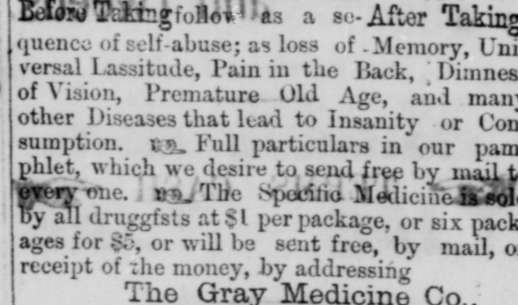 Before Taking follow as a se- After Taking
quence of self-abuse; as loss of Memory, Uni
versal Lassitude, Pain in the Back, Dimnes
of Vision, Premature Old Age, and man
other Diseases that lead to Insanity or Con
sumption. ☞ Full particulars in our pam
phlet, which we desire to send free by mail t
every one. ☞ The Specific Medicine is sol
by all druggfsts at $1 per package, or six pack
ages for $5, or will be sent free, by mail, o
receipt of the money, by addressing
The Gray Medicine Co.,